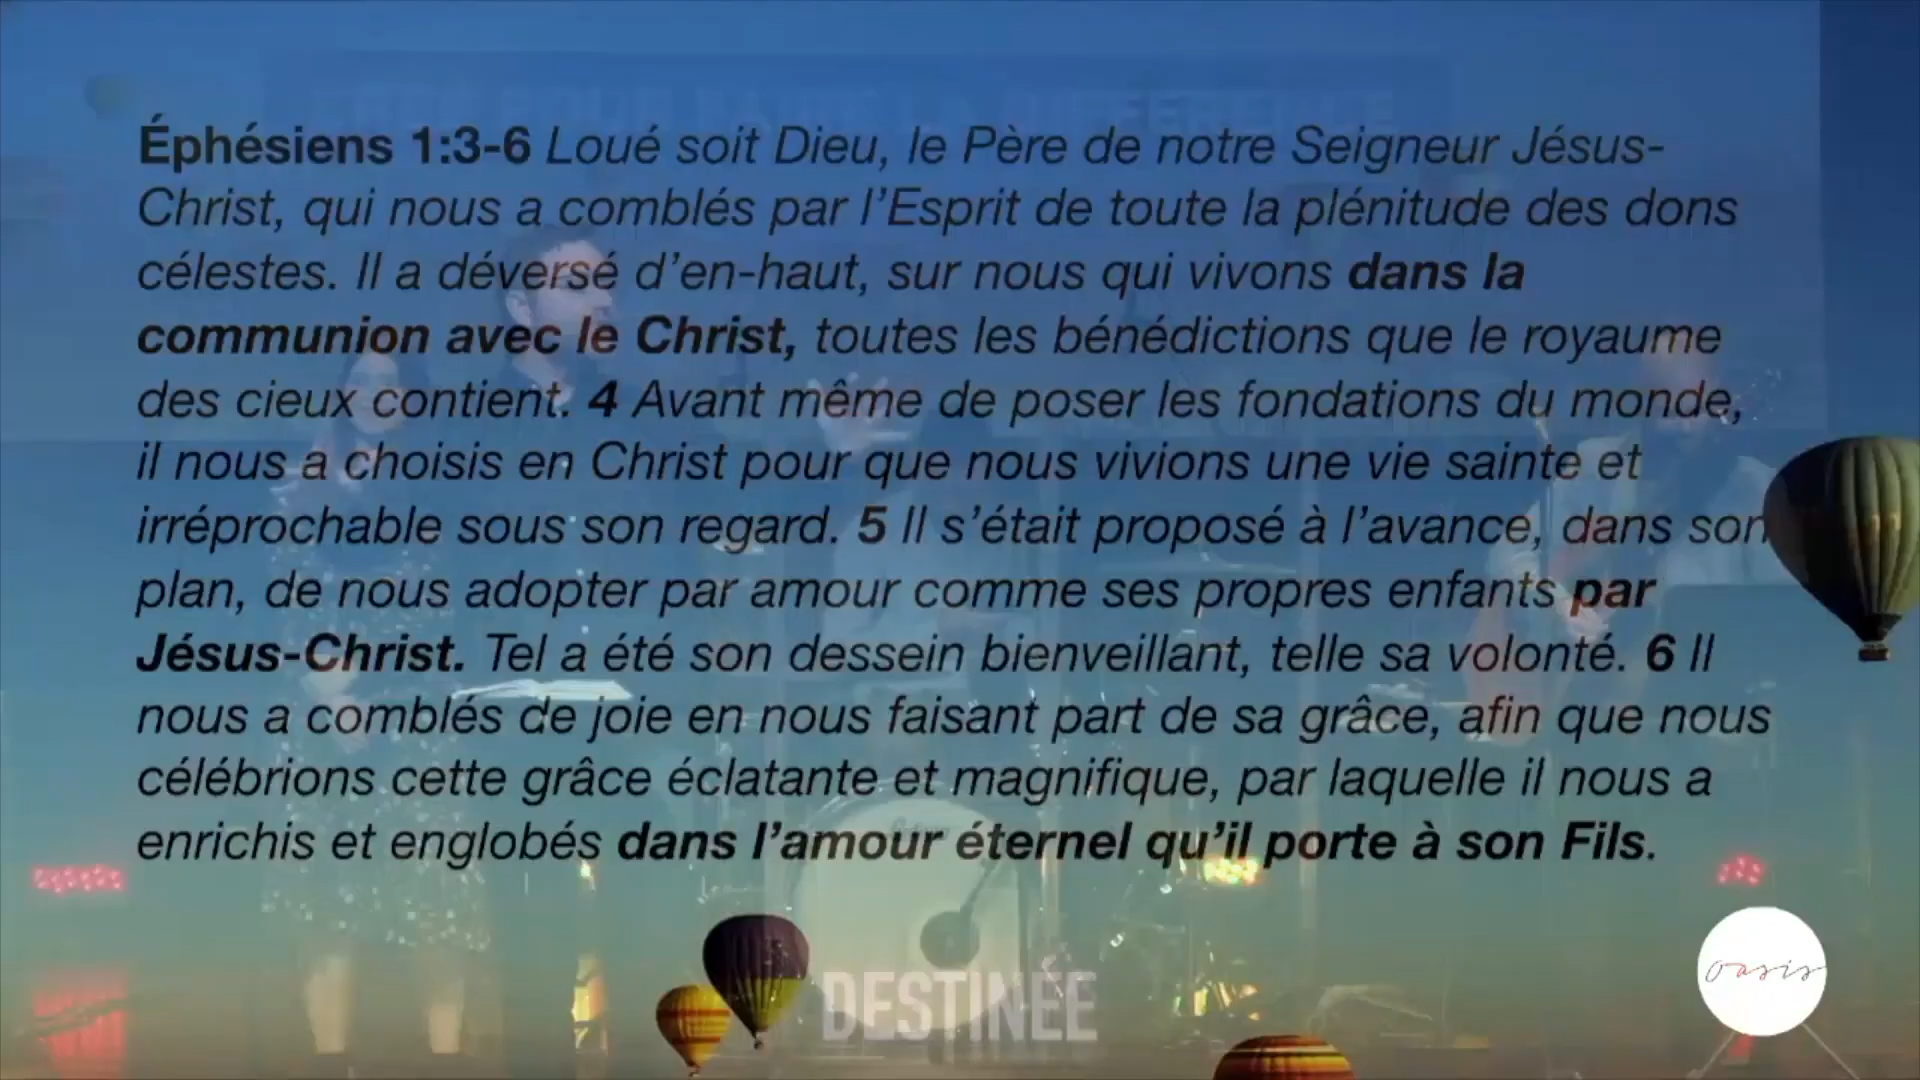 Éphésiens 1:3-6 Loué soit Dieu, le Père de notre Seigneur Jésus-
Christ, qui nous a comblés par l'Esprit de toute la plénitude des dons
célestes. Il a déversé d'en-haut, sur nous qui vivons dans la
communion avec le Christ, toutes les bénédictions que le royaume
des cieux contient. 4 Avant même de poser les fondations du monde,
il nous a choisis en Christ pour que nous vivions une vie sainte et
irréprochable sous son regard. 5 Il s'était proposé à l'avance, dans son
plan, de nous adopter par amour comme ses propres enfants par
Jésus-Christ. Tel a été son dessein bienveillant, telle sa volonté. 6 Il
nous a comblés de joie en nous faisant part de sa grâce, afin que nous
célébrions cette grâce éclatante et magnifique, par laquelle il nous a
enrichis et englobés dans l'amour éternel qu'il porte à son Fils.
DESTINÉE
oasis